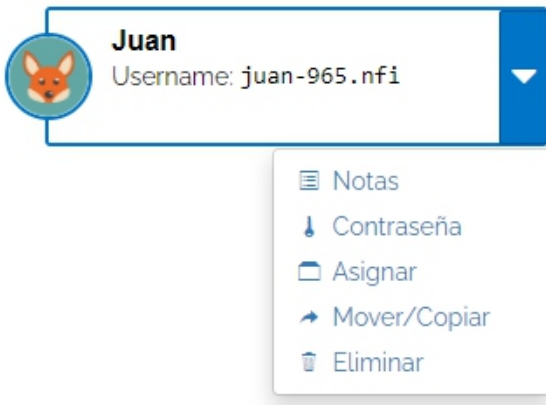 Juan
Username: juan-965.nfi
Notas
Contraseña
Asignar
Mover/Copiar
Eliminar